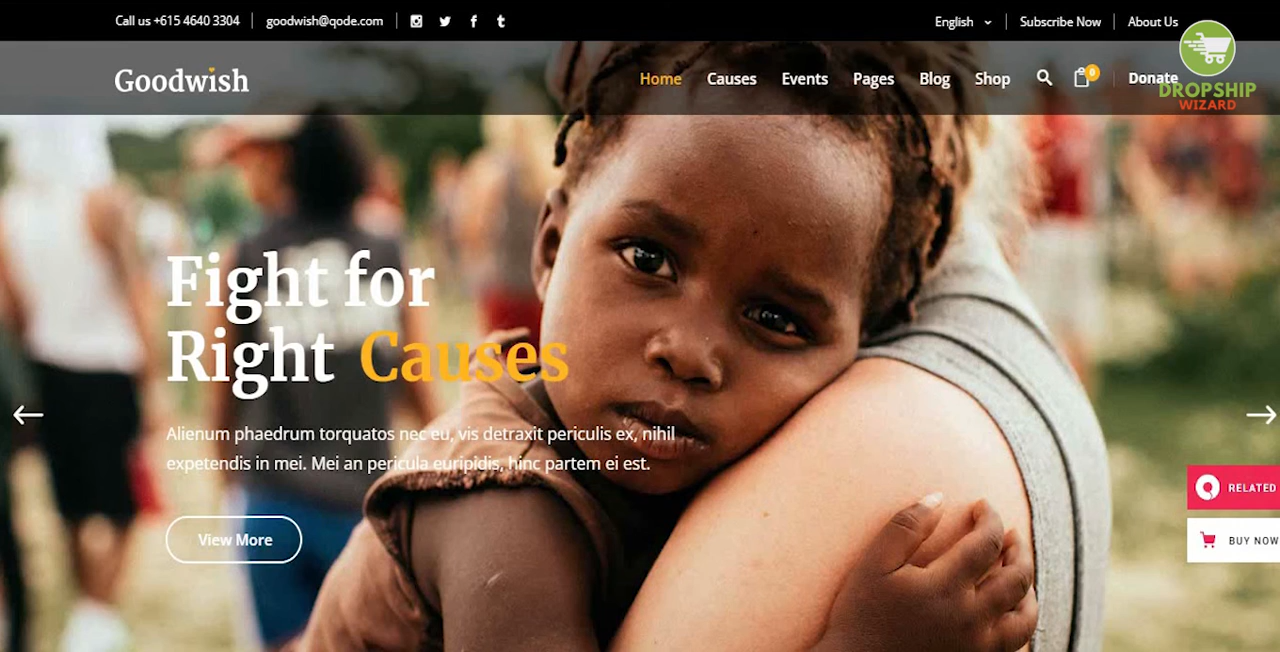 Call us +615 4640 3304
goodwish@qode.com
English
Subscribe Now
About Us
Goodwish
Home
Causes
Events
Pages
Blog
Shop
0
Donate
DROPSHIP
WIZARD
Fight for
Right Causes
Alienum phaedrum torquatos nec eu, vis detraxit periculis ex, nihil
expetendis in mei. Mei an pericula euripidis, hinc partem ei est.
View More
RELATED
BUY NOW